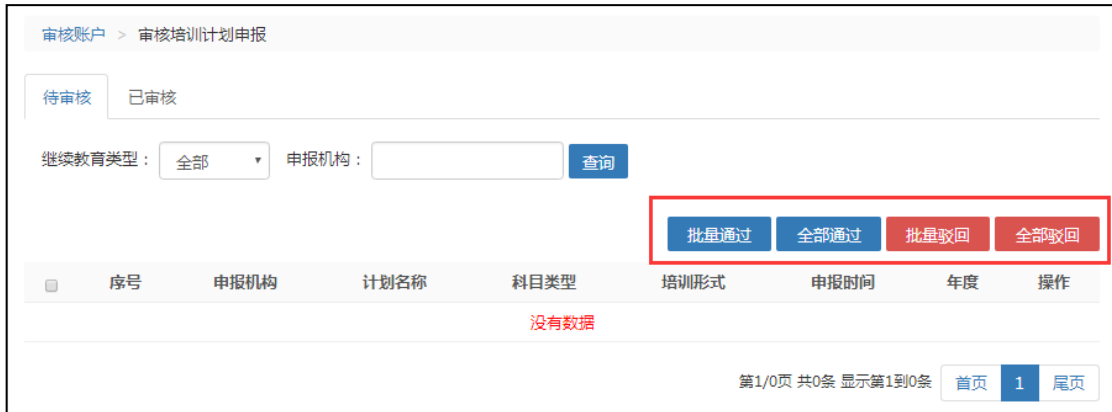 审核账户 > 审核培训计划申报
待审核 已审核
继续教育类型： 全部 申报机构： 查询
批量通过 全部通过 批量驳回 全部驳回
序号 申报机构 计划名称 科目类型 培训形式 申报时间 年度 操作
没有数据
第1/0页 共0条 显示第1到0条 首页 1 尾页